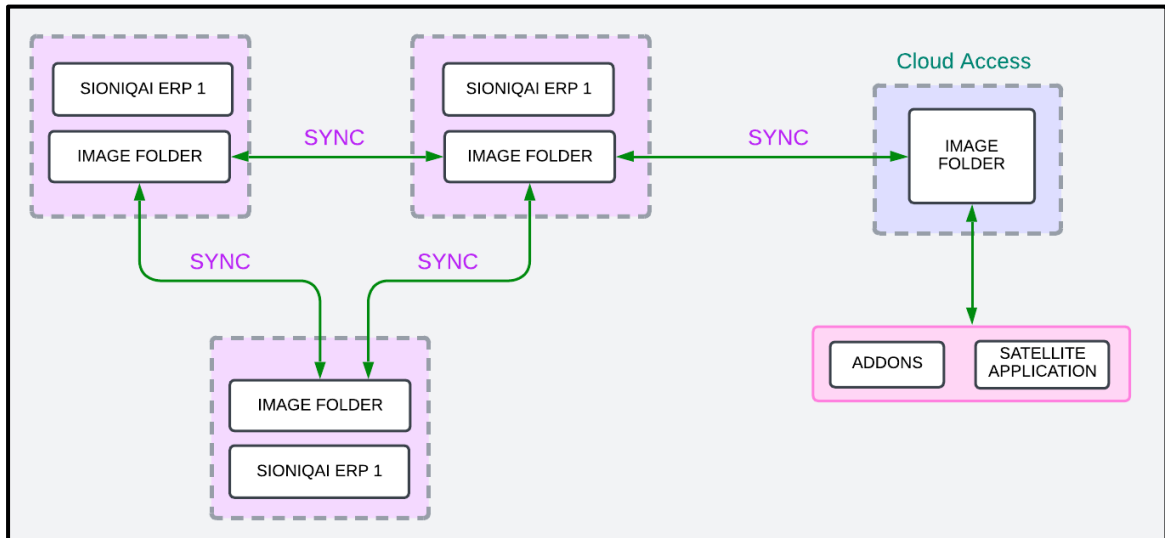 SIONIQAI ERP 1
IMAGE FOLDER
SYNC
SIONIQAI ERP 1
IMAGE FOLDER
SYNC
Cloud Access
IMAGE
FOLDER
SYNC
SYNC
IMAGE FOLDER
SIONIQAI ERP 1
ADDONS
SATELLITE
APPLICATION